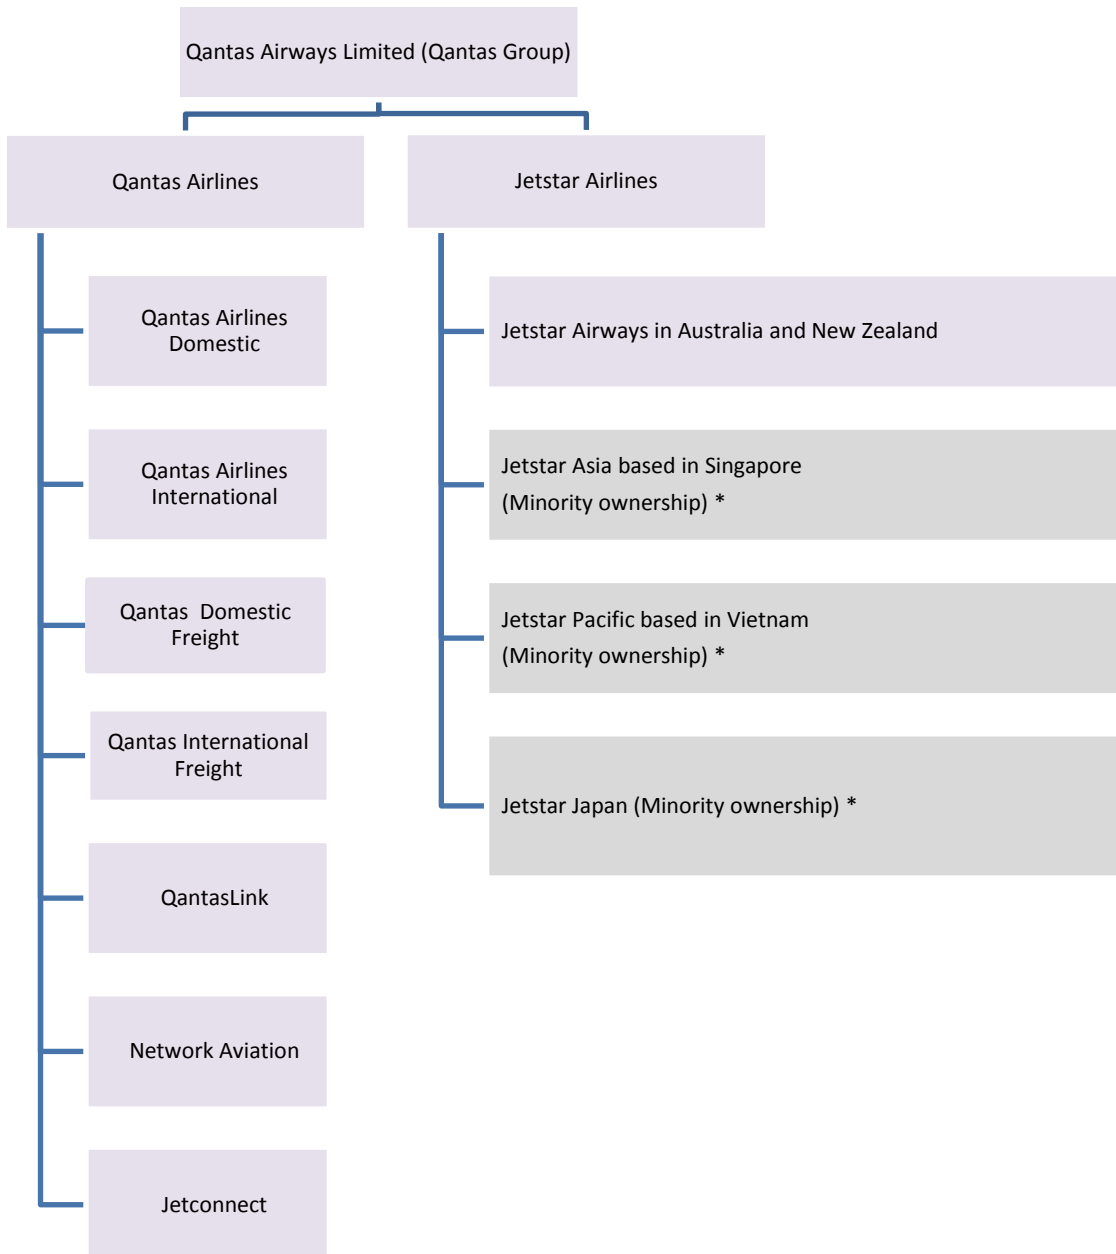 Qantas Airways Limited (Qantas Group)
Qantas Airlines
Jetstar Airlines
Qantas Airlines
Domestic
Qantas Airlines
International
Qantas  Domestic
Freight
Qantas International
Freight
QantasLink
Network Aviation
Jetconnect
Jetstar Airways in Australia and New Zealand
Jetstar Asia based in Singapore
(Minority ownership) *
Jetstar Pacific based in Vietnam
(Minority ownership) *
Jetstar Japan (Minority ownership) *